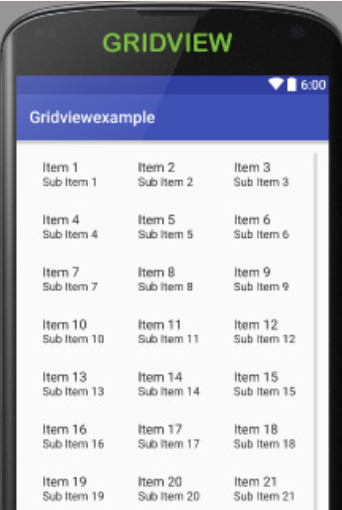 GRIDVIEW
6:00
Gridviewexample
Item 1 Item 2 Item 3
Sub Item 1 Sub Item 2 Sub Item 3
Item 4 Item 5 Item 6
Sub Item 4 Sub Item 5 Sub Item 6
Item 7 Item 8 Item 9
Sub Item 7 Sub Item 8 Sub Item 9
Item 10 Item 11 Item 12
Sub Item 10 Sub Item 11 Sub Item 12
Item 13 Item 14 Item 15
Sub Item 13 Sub Item 14 Sub Item 15
Item 16 Item 17 Item 18
Sub Item 16 Sub Item 17 Sub Item 18
Item 19 Item 20 Item 21
Sub Item 19 Sub Item 20 Sub Item 21